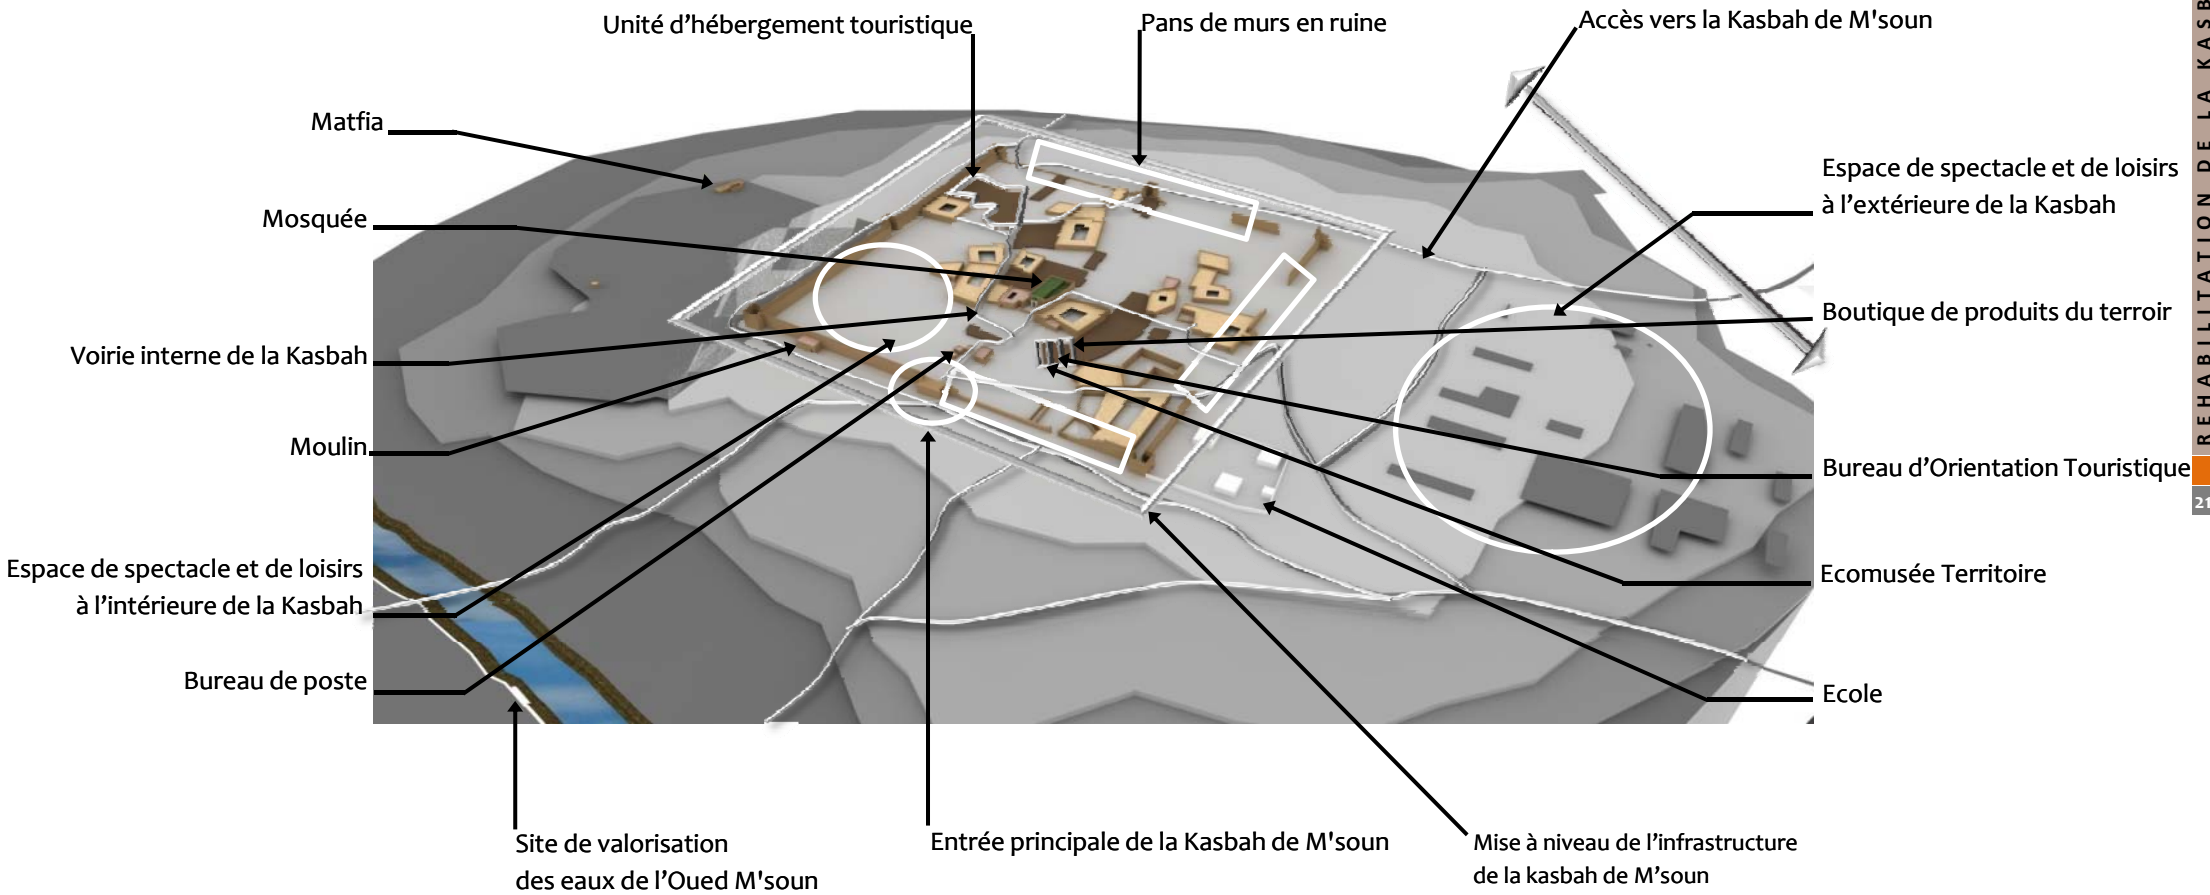 Unité d’hébergement touristique
Pans de murs en ruine
Accès vers la Kasbah de M'soun
Matfia
Mosquée
Voirie interne de la Kasbah
Moulin
Espace de spectacle et de loisirs
à l’intérieure de la Kasbah
Bureau de poste
Site de valorisation
des eaux de l’Oued M'soun
Entrée principale de la Kasbah de M'soun
Mise à niveau de l’infrastructure
de la kasbah de M’soun
Espace de spectacle et de loisirs
à l’extérieure de la Kasbah
Boutique de produits du terroir
Bureau d’Orientation Touristique
Ecomusée Territoire
Ecole
REHABILITATION DE LA KASB
21